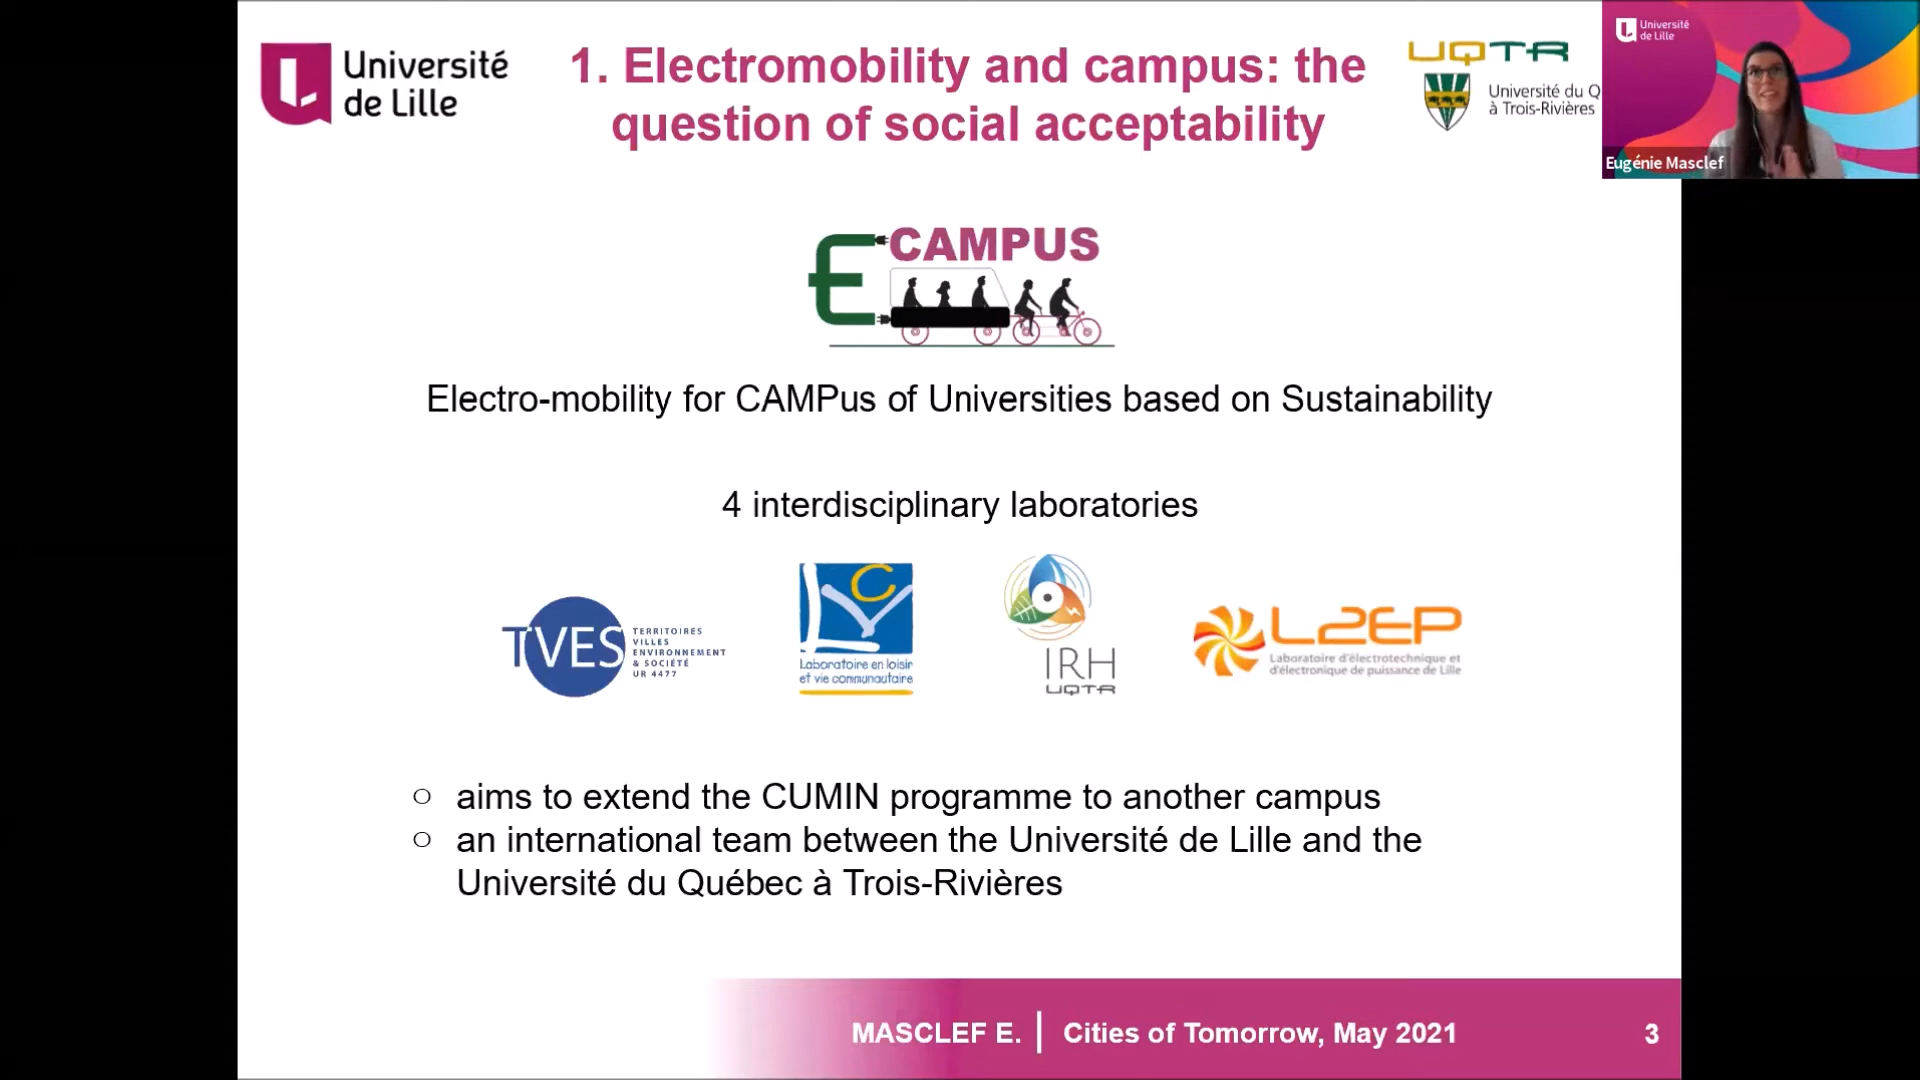 Université
de Lille
1. Electromobility and campus: the
question of social acceptability
UQTR
Université du Q
à Trois-Rivières
Université
de Lille
Eugénie Masclef
E CAMPUS
Electro-mobility for CAMPus of Universities based on Sustainability
4 interdisciplinary laboratories
TVES
TERRITOIRES
VILLES
ENVIRONNEMENT
& SOCIÉTÉ
UR 4477
Laboratoire en loisir
et vie communautaire
IRH
UQTR
L2EP
Laboratoire d'électrotechnique et
d'électronique de puissance de Lille
aims to extend the CUMIN programme to another campus
an international team between the Université de Lille and the
Université du Québec à Trois-Rivières
MASCLEF E. | Cities of Tomorrow, May 2021
3